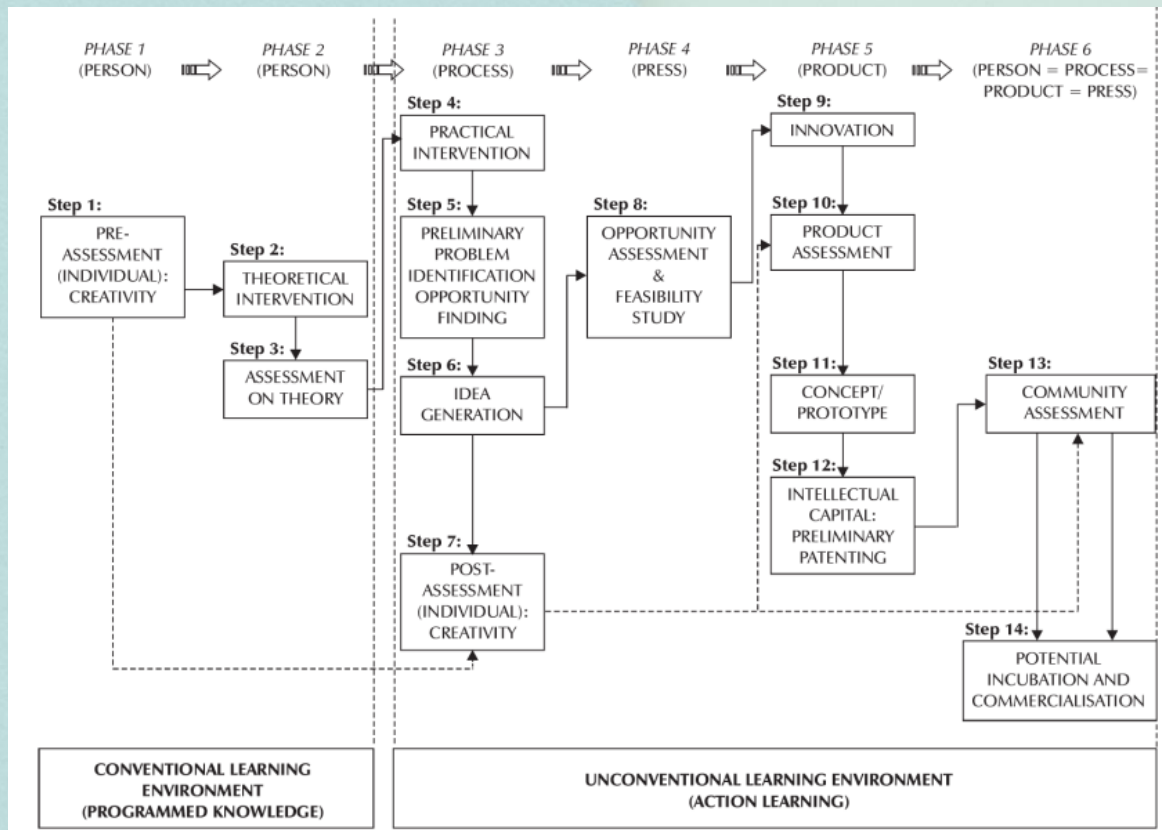 PHASE 1
(PERSON)
PHASE 2
(PERSON)
PHASE 3
(PROCESS)
PHASE 4
(PRESS)
PHASE 5
(PRODUCT)
PHASE 6
(PERSON = PROCESS=
PRODUCT = PRESS)
Step 1:
PRE-
ASSESSMENT
(INDIVIDUAL):
CREATIVITY
Step 2:
THEORETICAL
INTERVENTION
Step 3:
ASSESSMENT
ON THEORY
Step 4:
PRACTICAL
INTERVENTION
Step 5:
PRELIMINARY
PROBLEM
IDENTIFICATION
OPPORTUNITY
FINDING
Step 6:
IDEA
GENERATION
Step 7:
POST-
ASSESSMENT
(INDIVIDUAL):
CREATIVITY
Step 8:
OPPORTUNITY
ASSESSMENT
&
FEASIBILITY
STUDY
Step 9:
INNOVATION
Step 10:
PRODUCT
ASSESSMENT
Step 11:
CONCEPT/
PROTOTYPE
Step 12:
INTELLECTUAL
CAPITAL:
PRELIMINARY
PATENTING
Step 13:
COMMUNITY
ASSESSMENT
Step 14:
POTENTIAL
INCUBATION AND
COMMERCIALISATION
CONVENTIONAL LEARNING
ENVIRONMENT
(PROGRAMMED KNOWLEDGE)
UNCONVENTIONAL LEARNING ENVIRONMENT
(ACTION LEARNING)